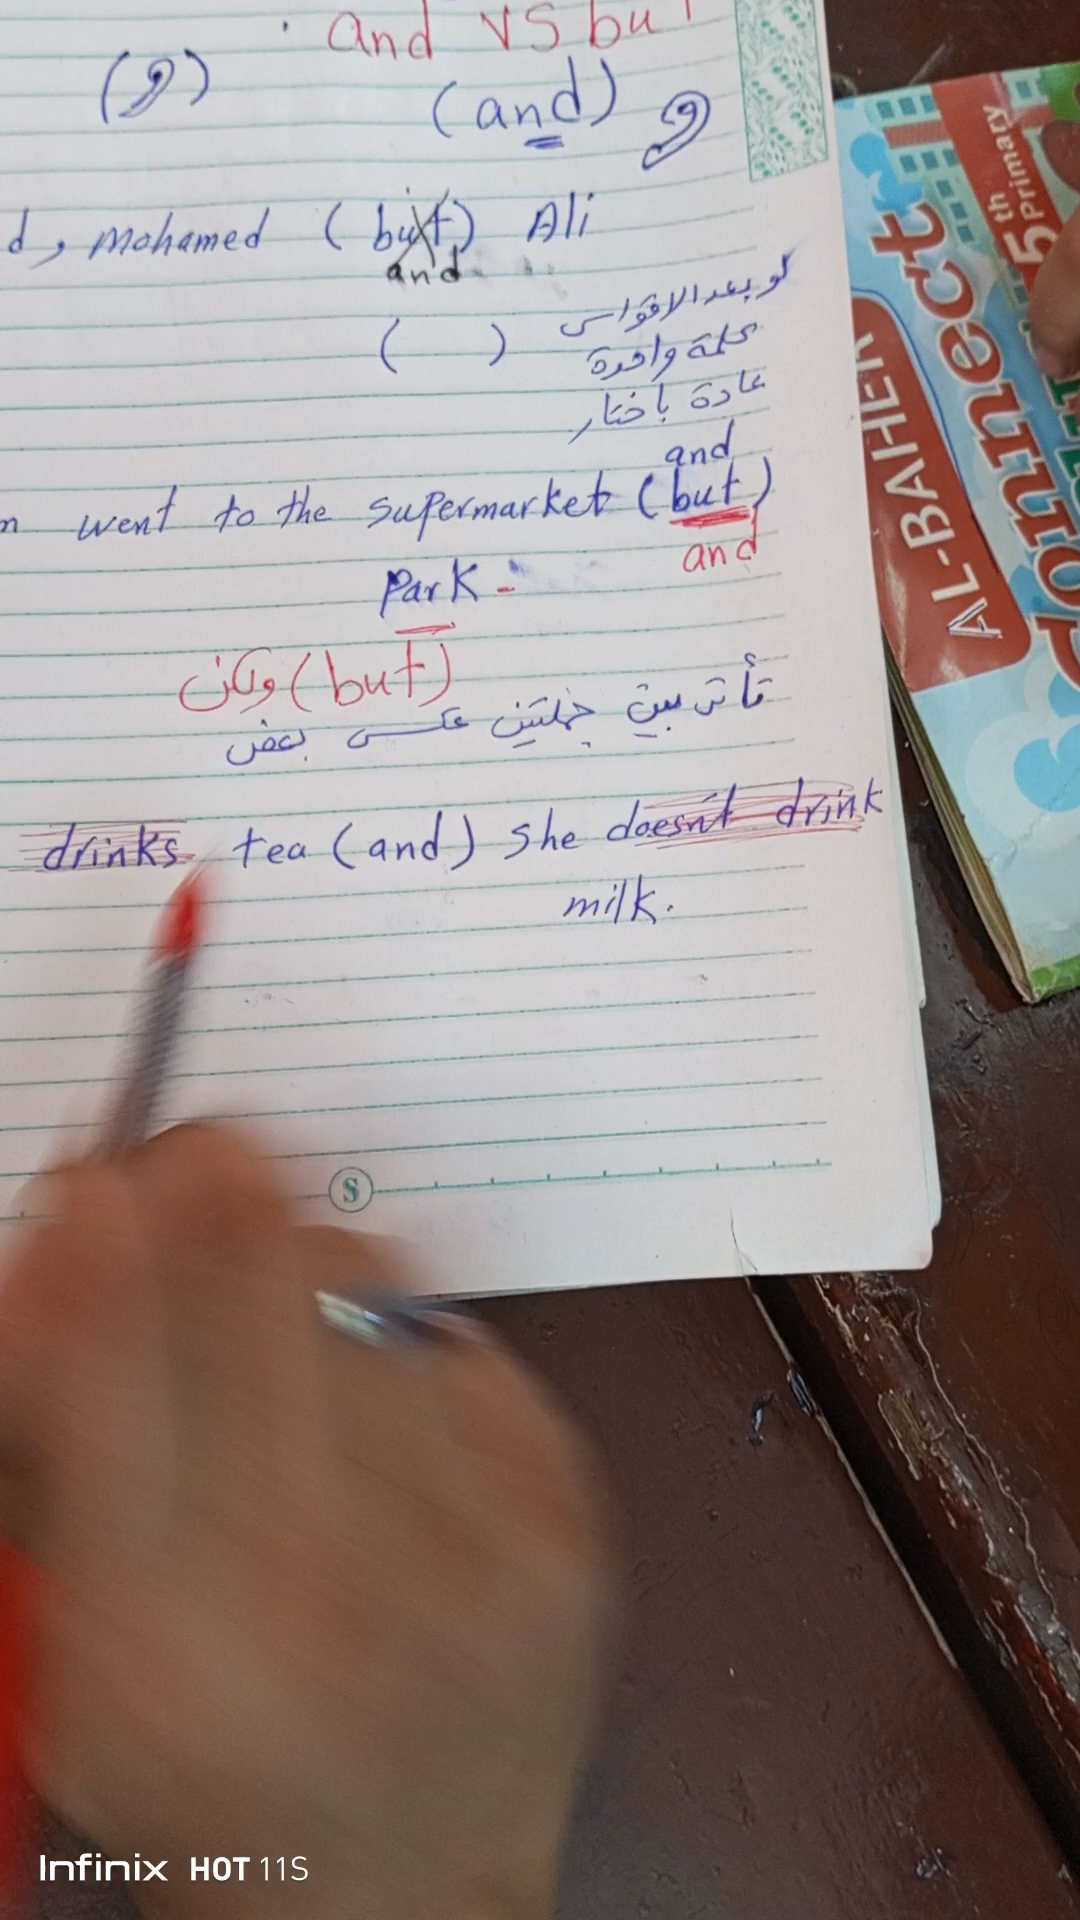 and VS bu
(و) (and) و
d, mohamed (but) Ali
and
لو بعد الاقواس
( ) كلمة واحدة
عادة باختار
and
went to the supermarket (but)
and
Park
(but) ولكن
تأتى بين جملتين عكس بعض
drinks tea (and) she doesn't drink
milk.
S
AL-BAHER
Connect
5th Primary
Infinix HOT 11S